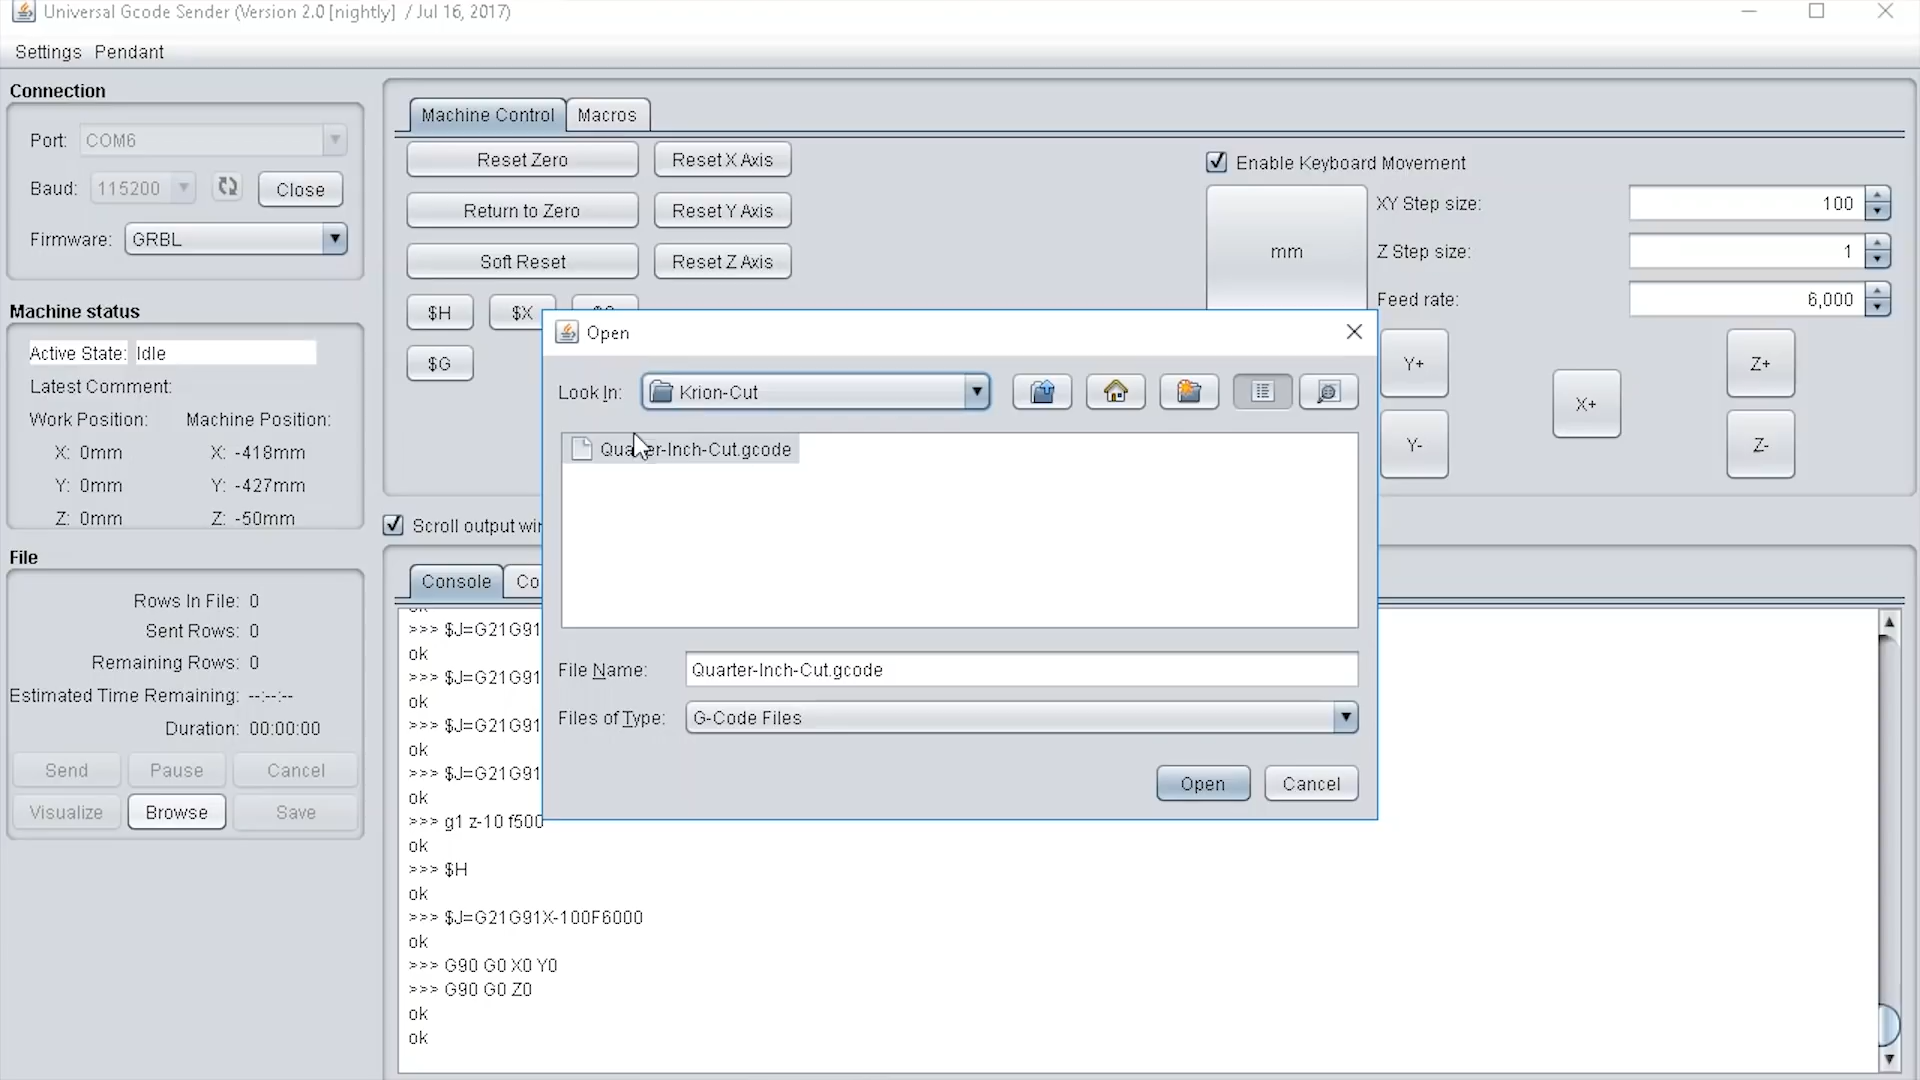 Universal Gcode Sender (Version 2.0 [nightly] / Jul 16, 2017)
Settings Pendant
Connection
Port: COM6
Baud: 115200 Close
Firmware: GRBL
Machine status
Active State: Idle
Latest Comment:
Work Position: Machine Position:
X: 0mm X: -418mm
Y: 0mm Y: -427mm
Z: 0mm Z: -50mm
File
Rows In File: 0
Sent Rows: 0
Remaining Rows: 0
Estimated Time Remaining: --:--:--
Duration: 00:00:00
Send Pause Cancel
Visualize Browse Save
Machine Control Macros
Reset Zero Reset X Axis
Return to Zero Reset Y Axis
Soft Reset Reset Z Axis
$H $X
$G
Enable Keyboard Movement
mm
XY Step size: 100
Z Step size: 1
Feed rate: 6,000
Y+ Z+
X+
Y- Z-
Open
Look In: Krion-Cut
Quarter-Inch-Cut.gcode
File Name: Quarter-Inch-Cut.gcode
Files of Type: G-Code Files
Open Cancel
Scroll output wi
Console Co
ok
>>> $J=G21G91
ok
>>> $J=G21G91
ok
>>> $J=G21G91
ok
>>> $J=G21G91
ok
>>> g1 z-10 f500
ok
>>> $H
ok
>>> $J=G21G91X-100F6000
ok
>>> G90 G0 X0 Y0
>>> G90 G0 Z0
ok
ok